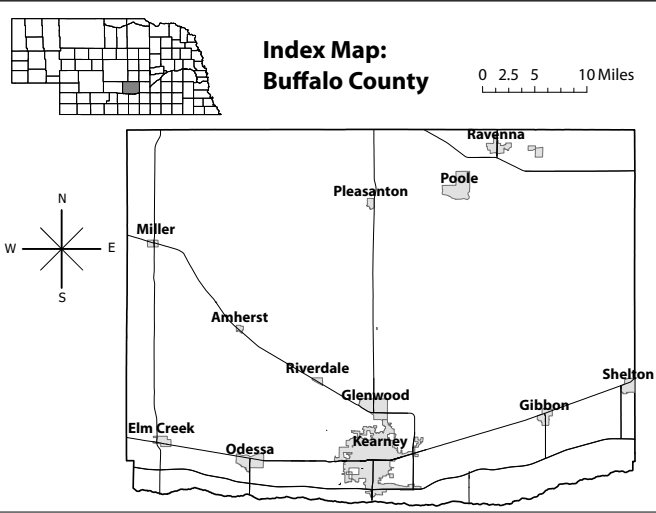 Index Map:
Buffalo County
0 2.5 5 10 Miles
Ravenna
Poole
Pleasanton
N
W E
S
Miller
Amherst
Riverdale
Shelton
Glenwood
Gibbon
Elm Creek
Kearney
Odessa